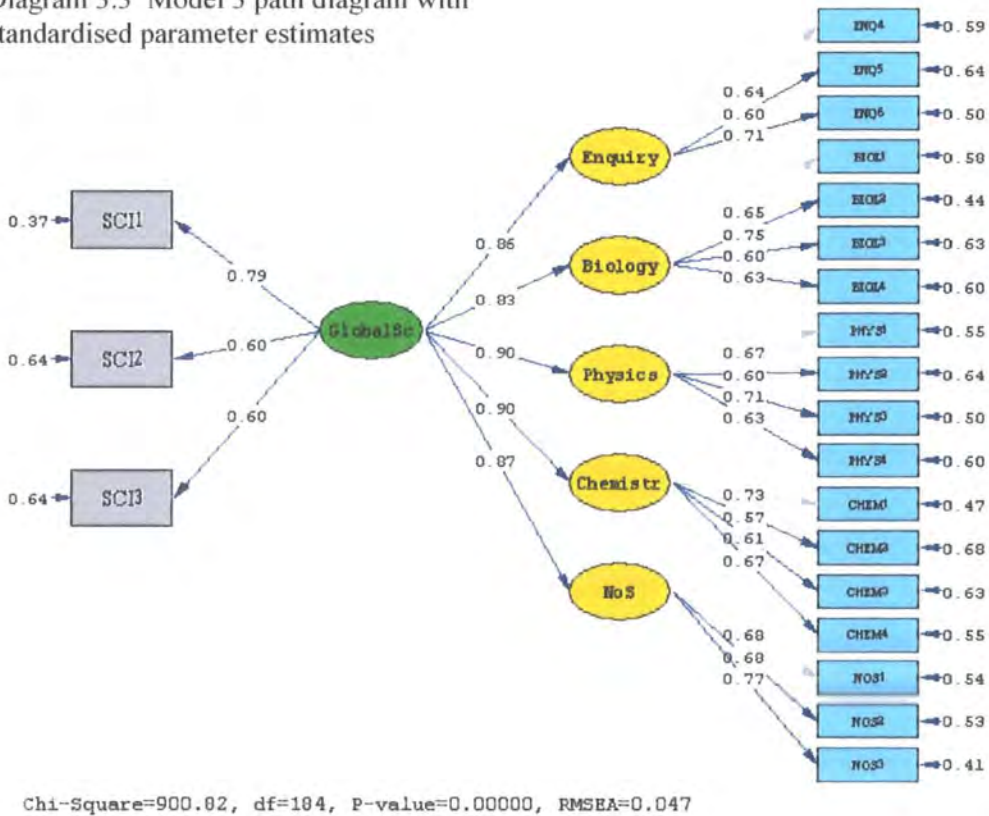 Diagram 5.5 Model 3 path diagram with
standardised parameter estimates
SCI1
SCI2
SCI3
0.37
0.64
0.64
0.79
0.60
0.60
GlobalSc
0.86
0.83
0.90
0.90
0.87
Enquiry
Biology
Physics
Chemistr
NoS
0.64
0.60
0.71
0.65
0.75
0.60
0.63
0.67
0.60
0.71
0.63
0.73
0.57
0.61
0.67
0.68
0.68
0.77
ENQ4 0.59
ENQ5 0.64
ENQ6 0.50
BIOL1 0.58
BIOL2 0.44
BIOL3 0.63
BIOL4 0.60
PHYS1 0.55
PHYS2 0.64
PHYS3 0.50
PHYS4 0.60
CHEM1 0.47
0.68
CHEM3 0.63
CHEM4 0.55
NOS1 0.54
NOS2 0.53
NOS3 0.41
Chi-Square=900.82, df=184, P-value=0.00000, RMSEA=0.047